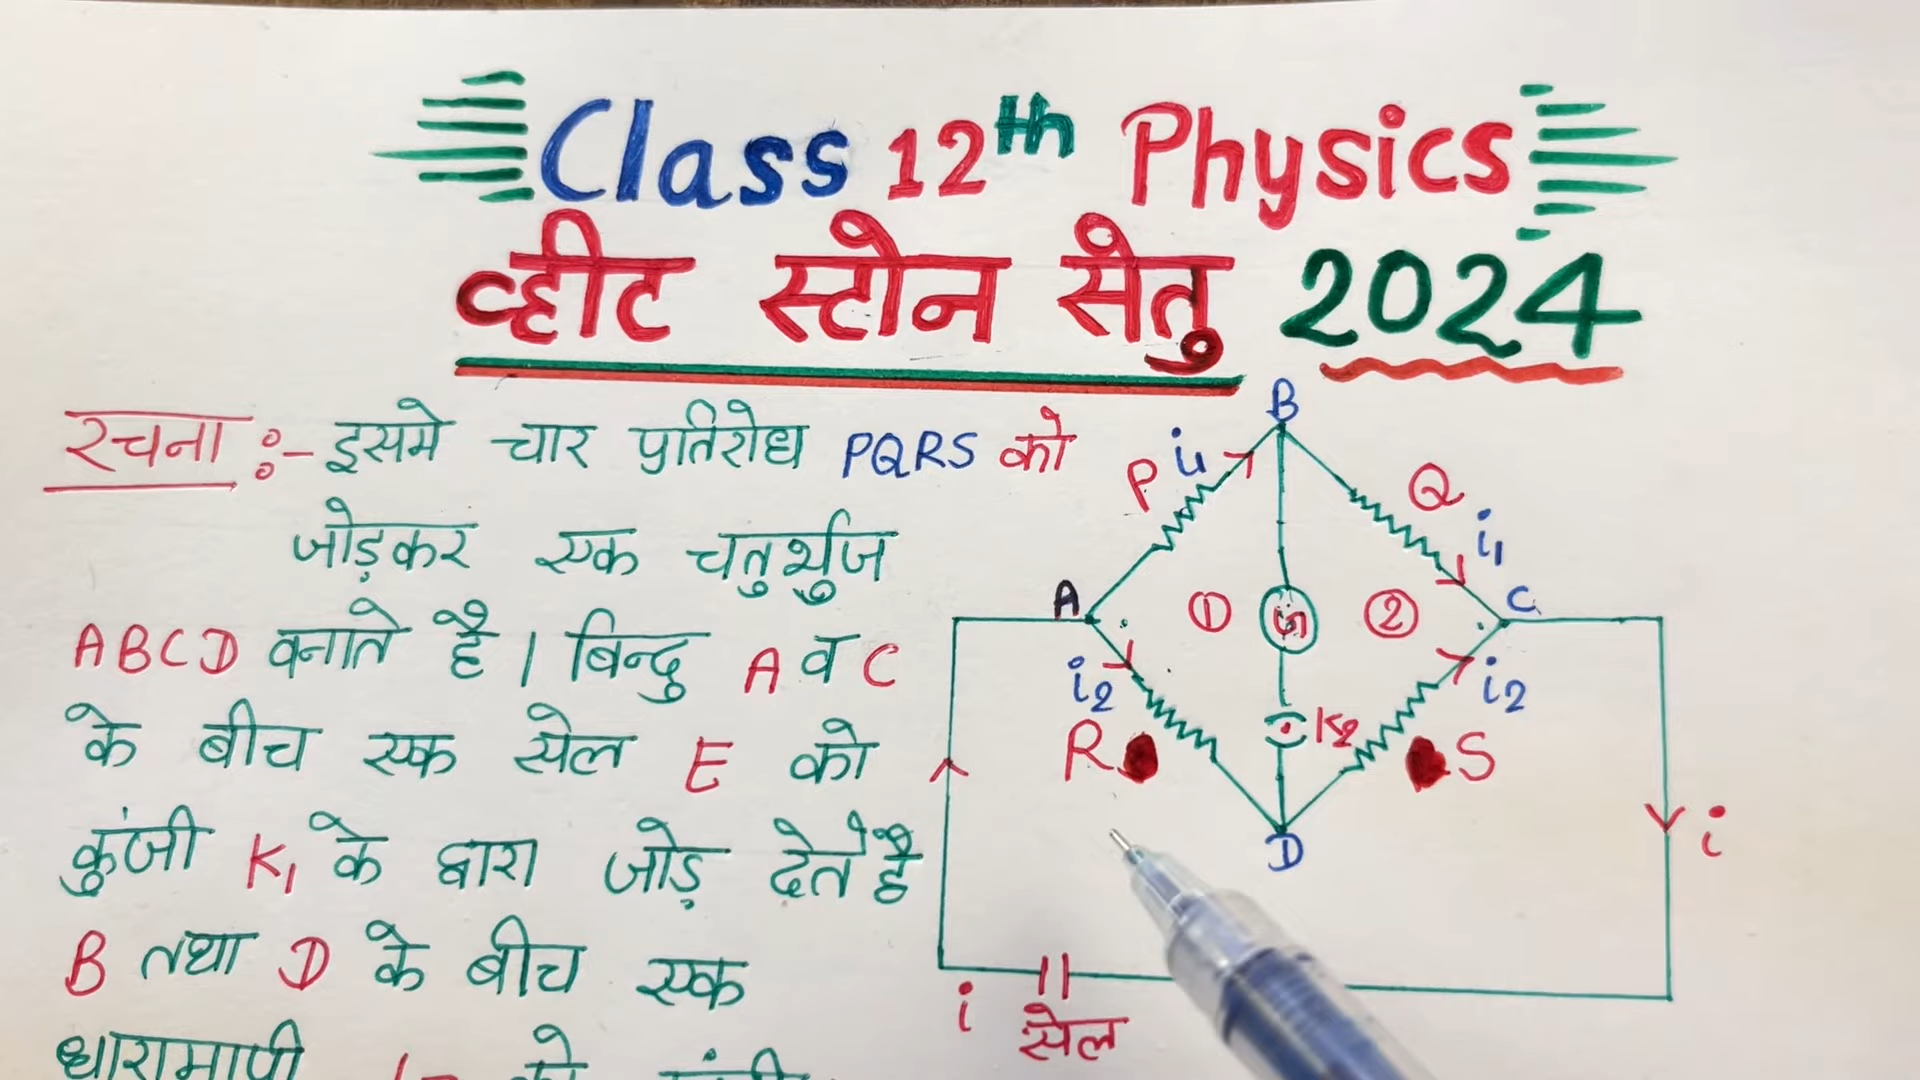 Class 12th Physics
व्हीट स्टोन सेतु 2024
रचना :- इसमे चार प्रतिरोध PQRS को
जोड़कर एक चतुर्भुज
ABCD बनाते है। बिन्दु A व C
के बीच एक सेल E को
कुंजी K1 के द्वारा जोड़ देते है
B तथा D के बीच एक
धारामापी
B
P i1
Q
i1
A
1
2
C
i2
i2
R
K2
S
D
i
i
सेल